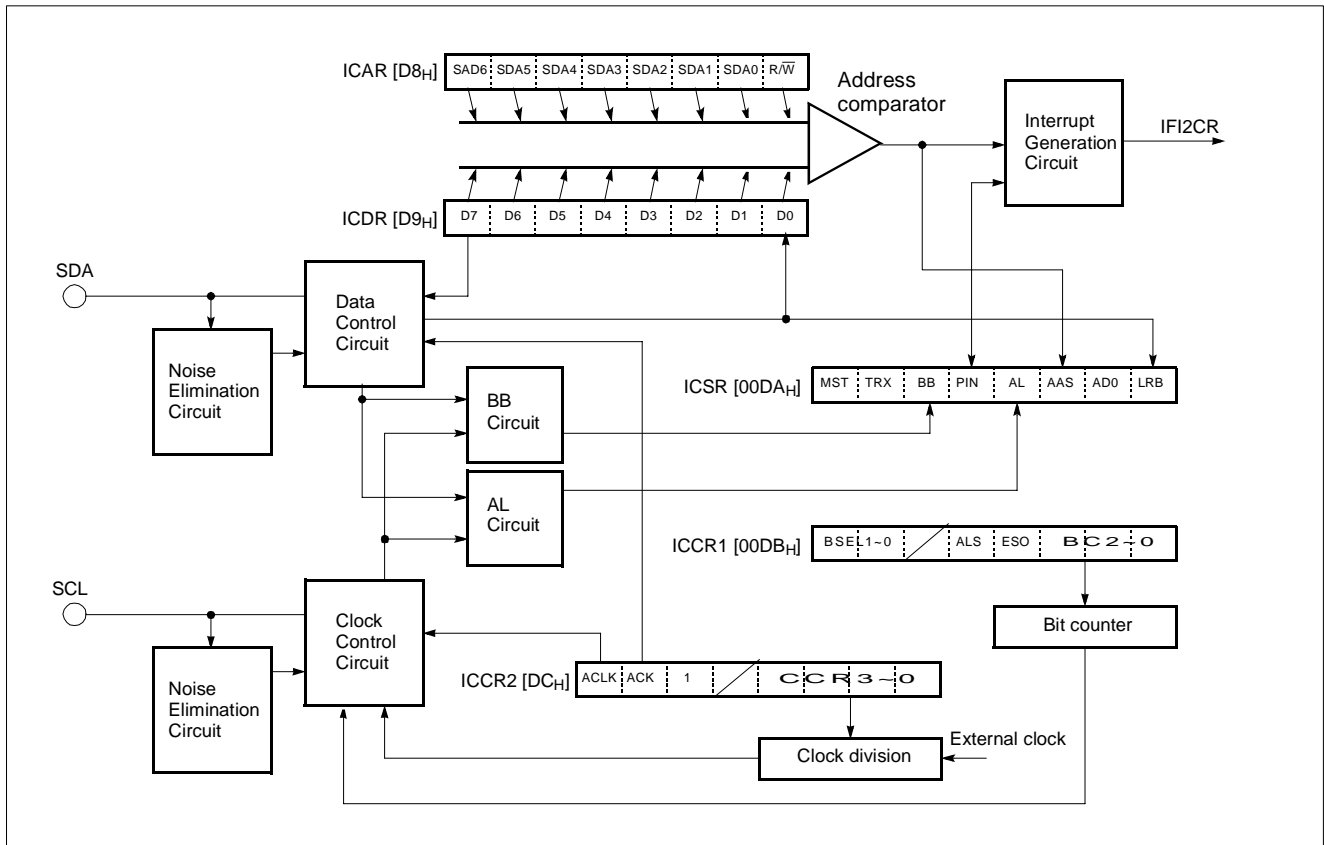 ICAR [D8H] SAD6 SDA5 SDA4 SDA3 SDA2 SDA1 SDA0 R/W̅
Address
comparator
Interrupt
Generation
Circuit
IFI2CR
ICDR [D9H] D7 D6 D5 D4 D3 D2 D1 D0
SDA
Data
Control
Circuit
Noise
Elimination
Circuit
ICSR [00DAH] MST TRX BB PIN AL AAS AD0 LRB
BB
Circuit
AL
Circuit
ICCR1 [00DBH] BSEL1~0 ALS ESO BC2~0
SCL
Clock
Control
Circuit
Bit counter
Noise
Elimination
Circuit
ICCR2 [DCH] ACLK ACK 1 CCR3~0
External clock
Clock division